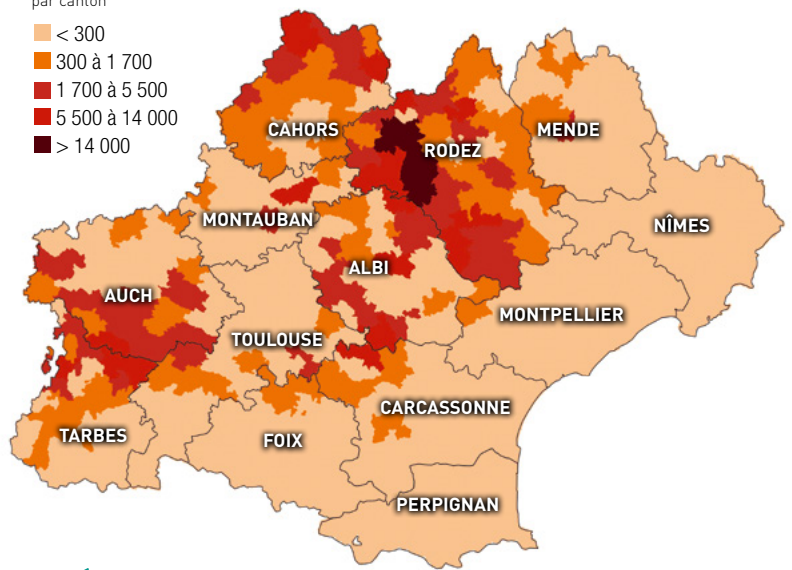 par canton
< 300
300 à 1 700
1 700 à 5 500
5 500 à 14 000
> 14 000
CAHORS
RODEZ
MENDE
MONTAUBAN
NÎMES
ALBI
AUCH
MONTPELLIER
TOULOUSE
CARCASSONNE
TARBES
FOIX
PERPIGNAN